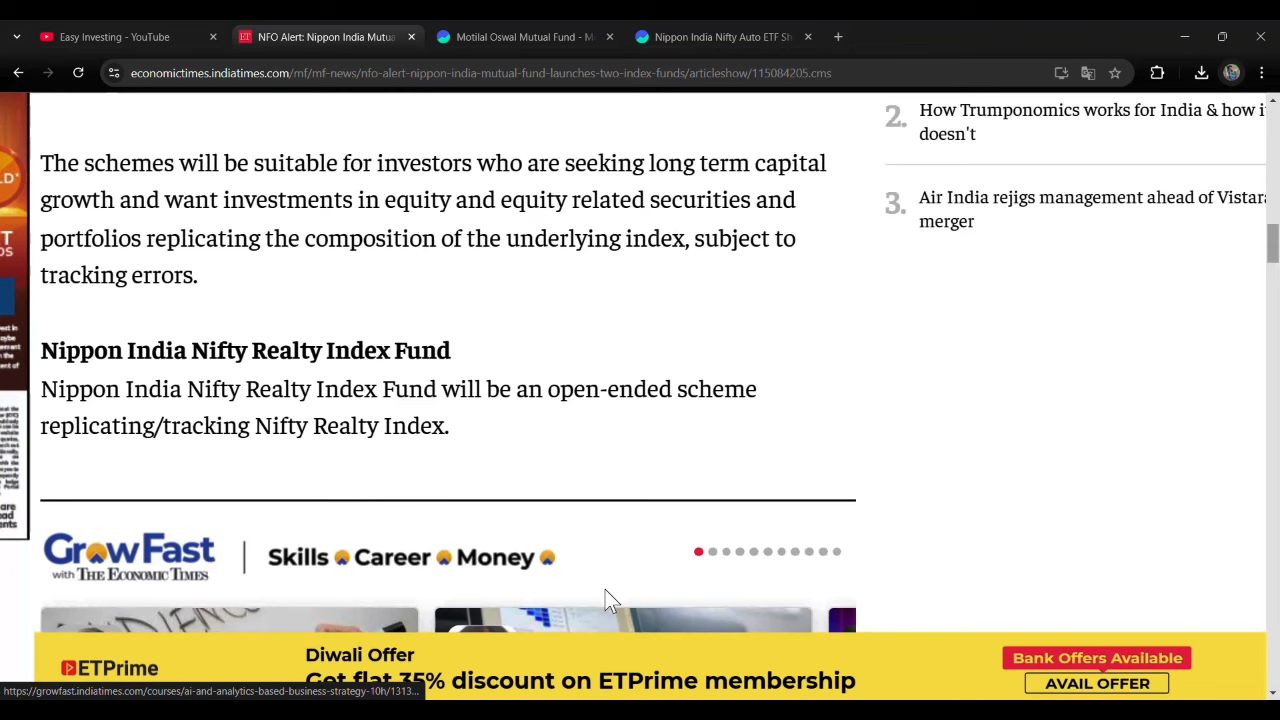 Easy Investing - YouTube
NFO Alert: Nippon India Mutua
Motilal Oswal Mutual Fund - M
Nippon India Nifty Auto ETF Sh
economictimes.indiatimes.com/mf/mf-news/nfo-alert-nippon-india-mutual-fund-launches-two-index-funds/articleshow/115084205.cms
2. How Trumponomics works for India & how it
doesn't
3. Air India rejigs management ahead of Vistara
merger
The schemes will be suitable for investors who are seeking long term capital
growth and want investments in equity and equity related securities and
portfolios replicating the composition of the underlying index, subject to
tracking errors.
Nippon India Nifty Realty Index Fund
Nippon India Nifty Realty Index Fund will be an open-ended scheme
replicating/tracking Nifty Realty Index.
GrowFast
with THE ECONOMIC TIMES
Skills Career Money
ETPrime
Diwali Offer
Get flat 35% discount on ETPrime membership
Bank Offers Available
AVAIL OFFER
https://growfast.indiatimes.com/courses/ai-and-analytics-based-business-strategy-10h/1313...